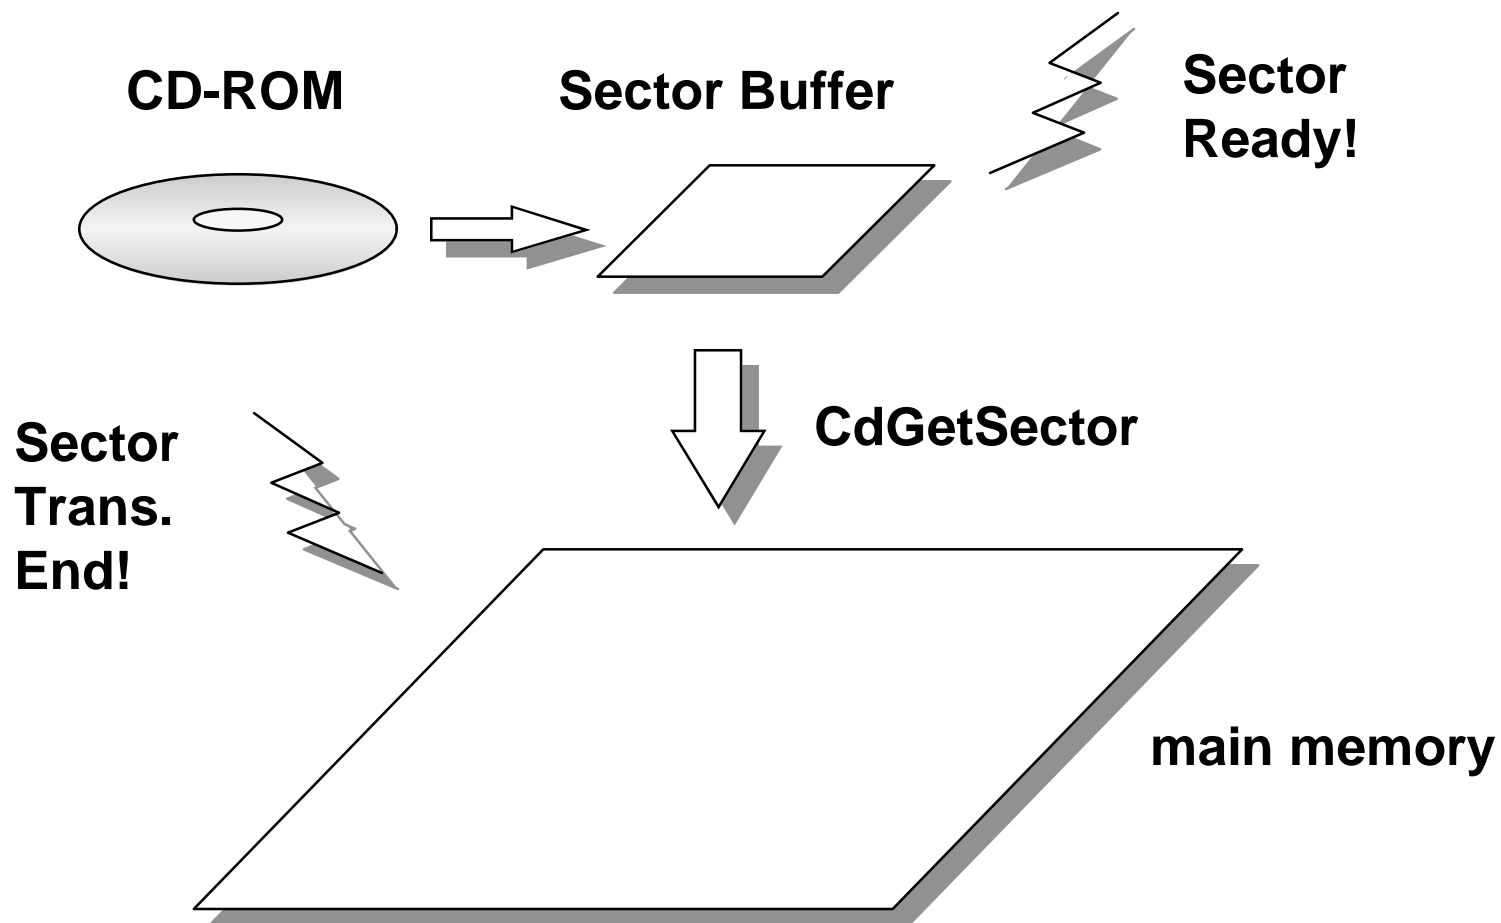 CD-ROM
Sector Buffer
Sector
Ready!
CdGetSector
Sector
Trans.
End!
main memory